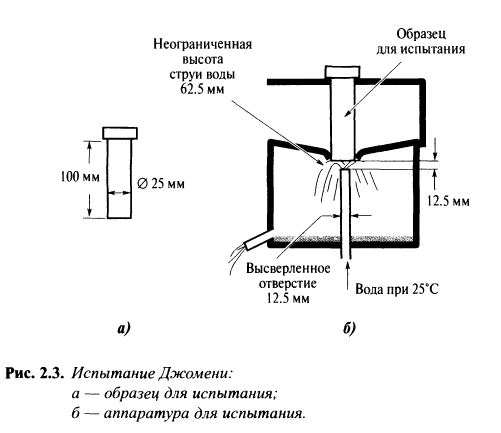 Неограниченная
высота
струи воды
62.5 мм
Образец
для испытания
100 мм
Ø 25 мм
12.5 мм
Высверленное
отверстие
12.5 мм
Вода при 25˚C
а)
б)
Рис. 2.3. Испытание Джомени:
а — образец для испытания;
б — аппаратура для испытания.